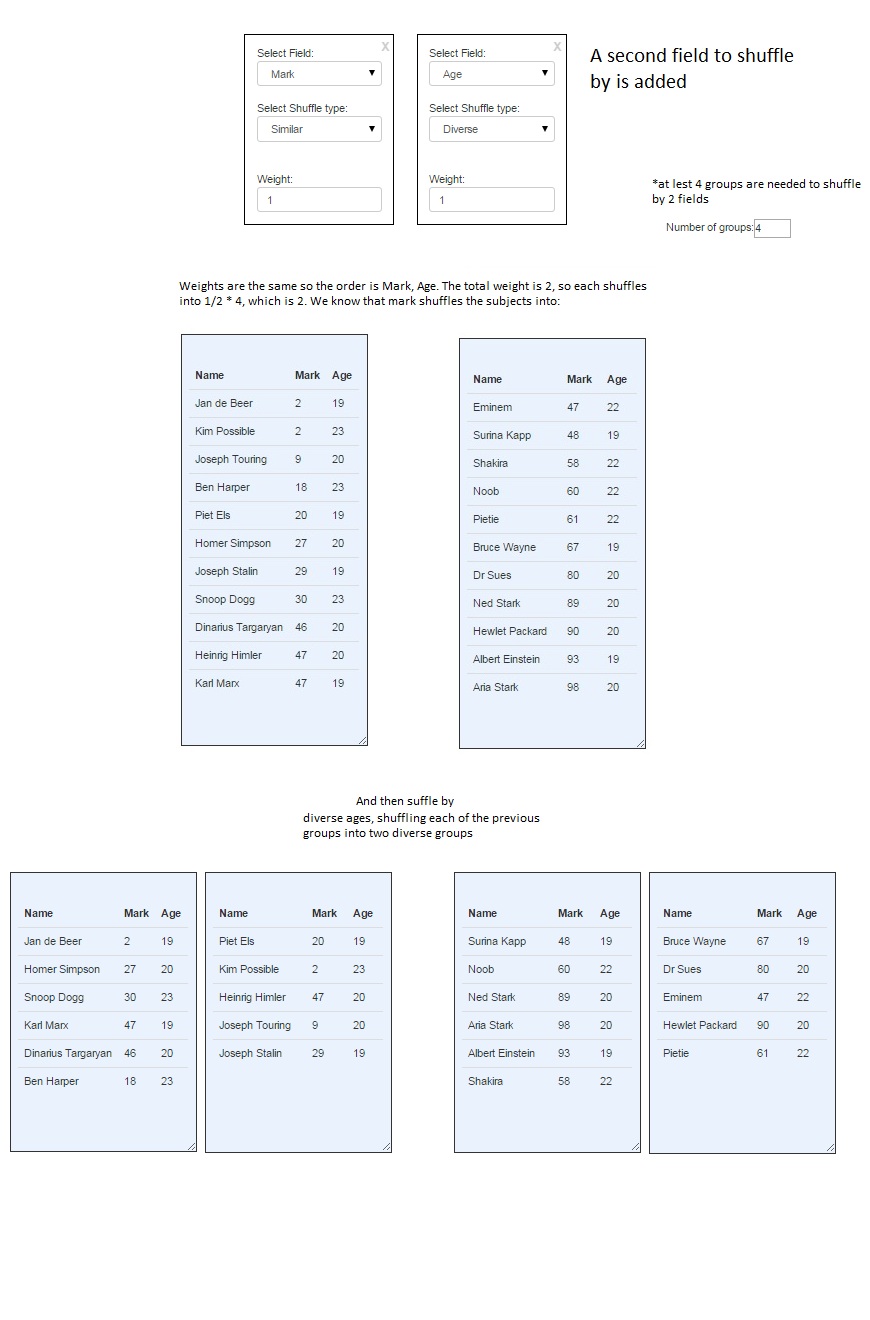 X
X
Select Field:
Select Field:
A second field to shuffle
by is added
Mark
Age
Select Shuffle type:
Select Shuffle type:
Similar
Diverse
Weight:
Weight:
1
1
*at lest 4 groups are needed to shuffle
by 2 fields
Number of groups: 4
Weights are the same so the order is Mark, Age. The total weight is 2, so each shuffles
into 1/2 * 4, which is 2. We know that mark shuffles the subjects into:
Name Mark Age
Jan de Beer 2 19
Kim Possible 2 23
Joseph Touring 9 20
Ben Harper 18 23
Piet Els 20 19
Homer Simpson 27 20
Joseph Stalin 29 19
Snoop Dogg 30 23
Dinarius Targaryan 46 20
Heinrig Himler 47 20
Karl Marx 47 19
Name Mark Age
Eminem 47 22
Surina Kapp 48 19
Shakira 58 22
Noob 60 22
Pietie 61 22
Bruce Wayne 67 19
Dr Sues 80 20
Ned Stark 89 20
Hewlet Packard 90 20
Albert Einstein 93 19
Aria Stark 98 20
And then suffle by
diverse ages, shuffling each of the previous
groups into two diverse groups
Name Mark Age
Jan de Beer 2 19
Homer Simpson 27 20
Snoop Dogg 30 23
Karl Marx 47 19
Dinarius Targaryan 46 20
Ben Harper 18 23
Name Mark Age
Piet Els 20 19
Kim Possible 2 23
Heinrig Himler 47 20
Joseph Touring 9 20
Joseph Stalin 29 19
Name Mark Age
Surina Kapp 48 19
Noob 60 22
Ned Stark 89 20
Aria Stark 98 20
Albert Einstein 93 19
Shakira 58 22
Name Mark Age
Bruce Wayne 67 19
Dr Sues 80 20
Eminem 47 22
Hewlet Packard 90 20
Pietie 61 22